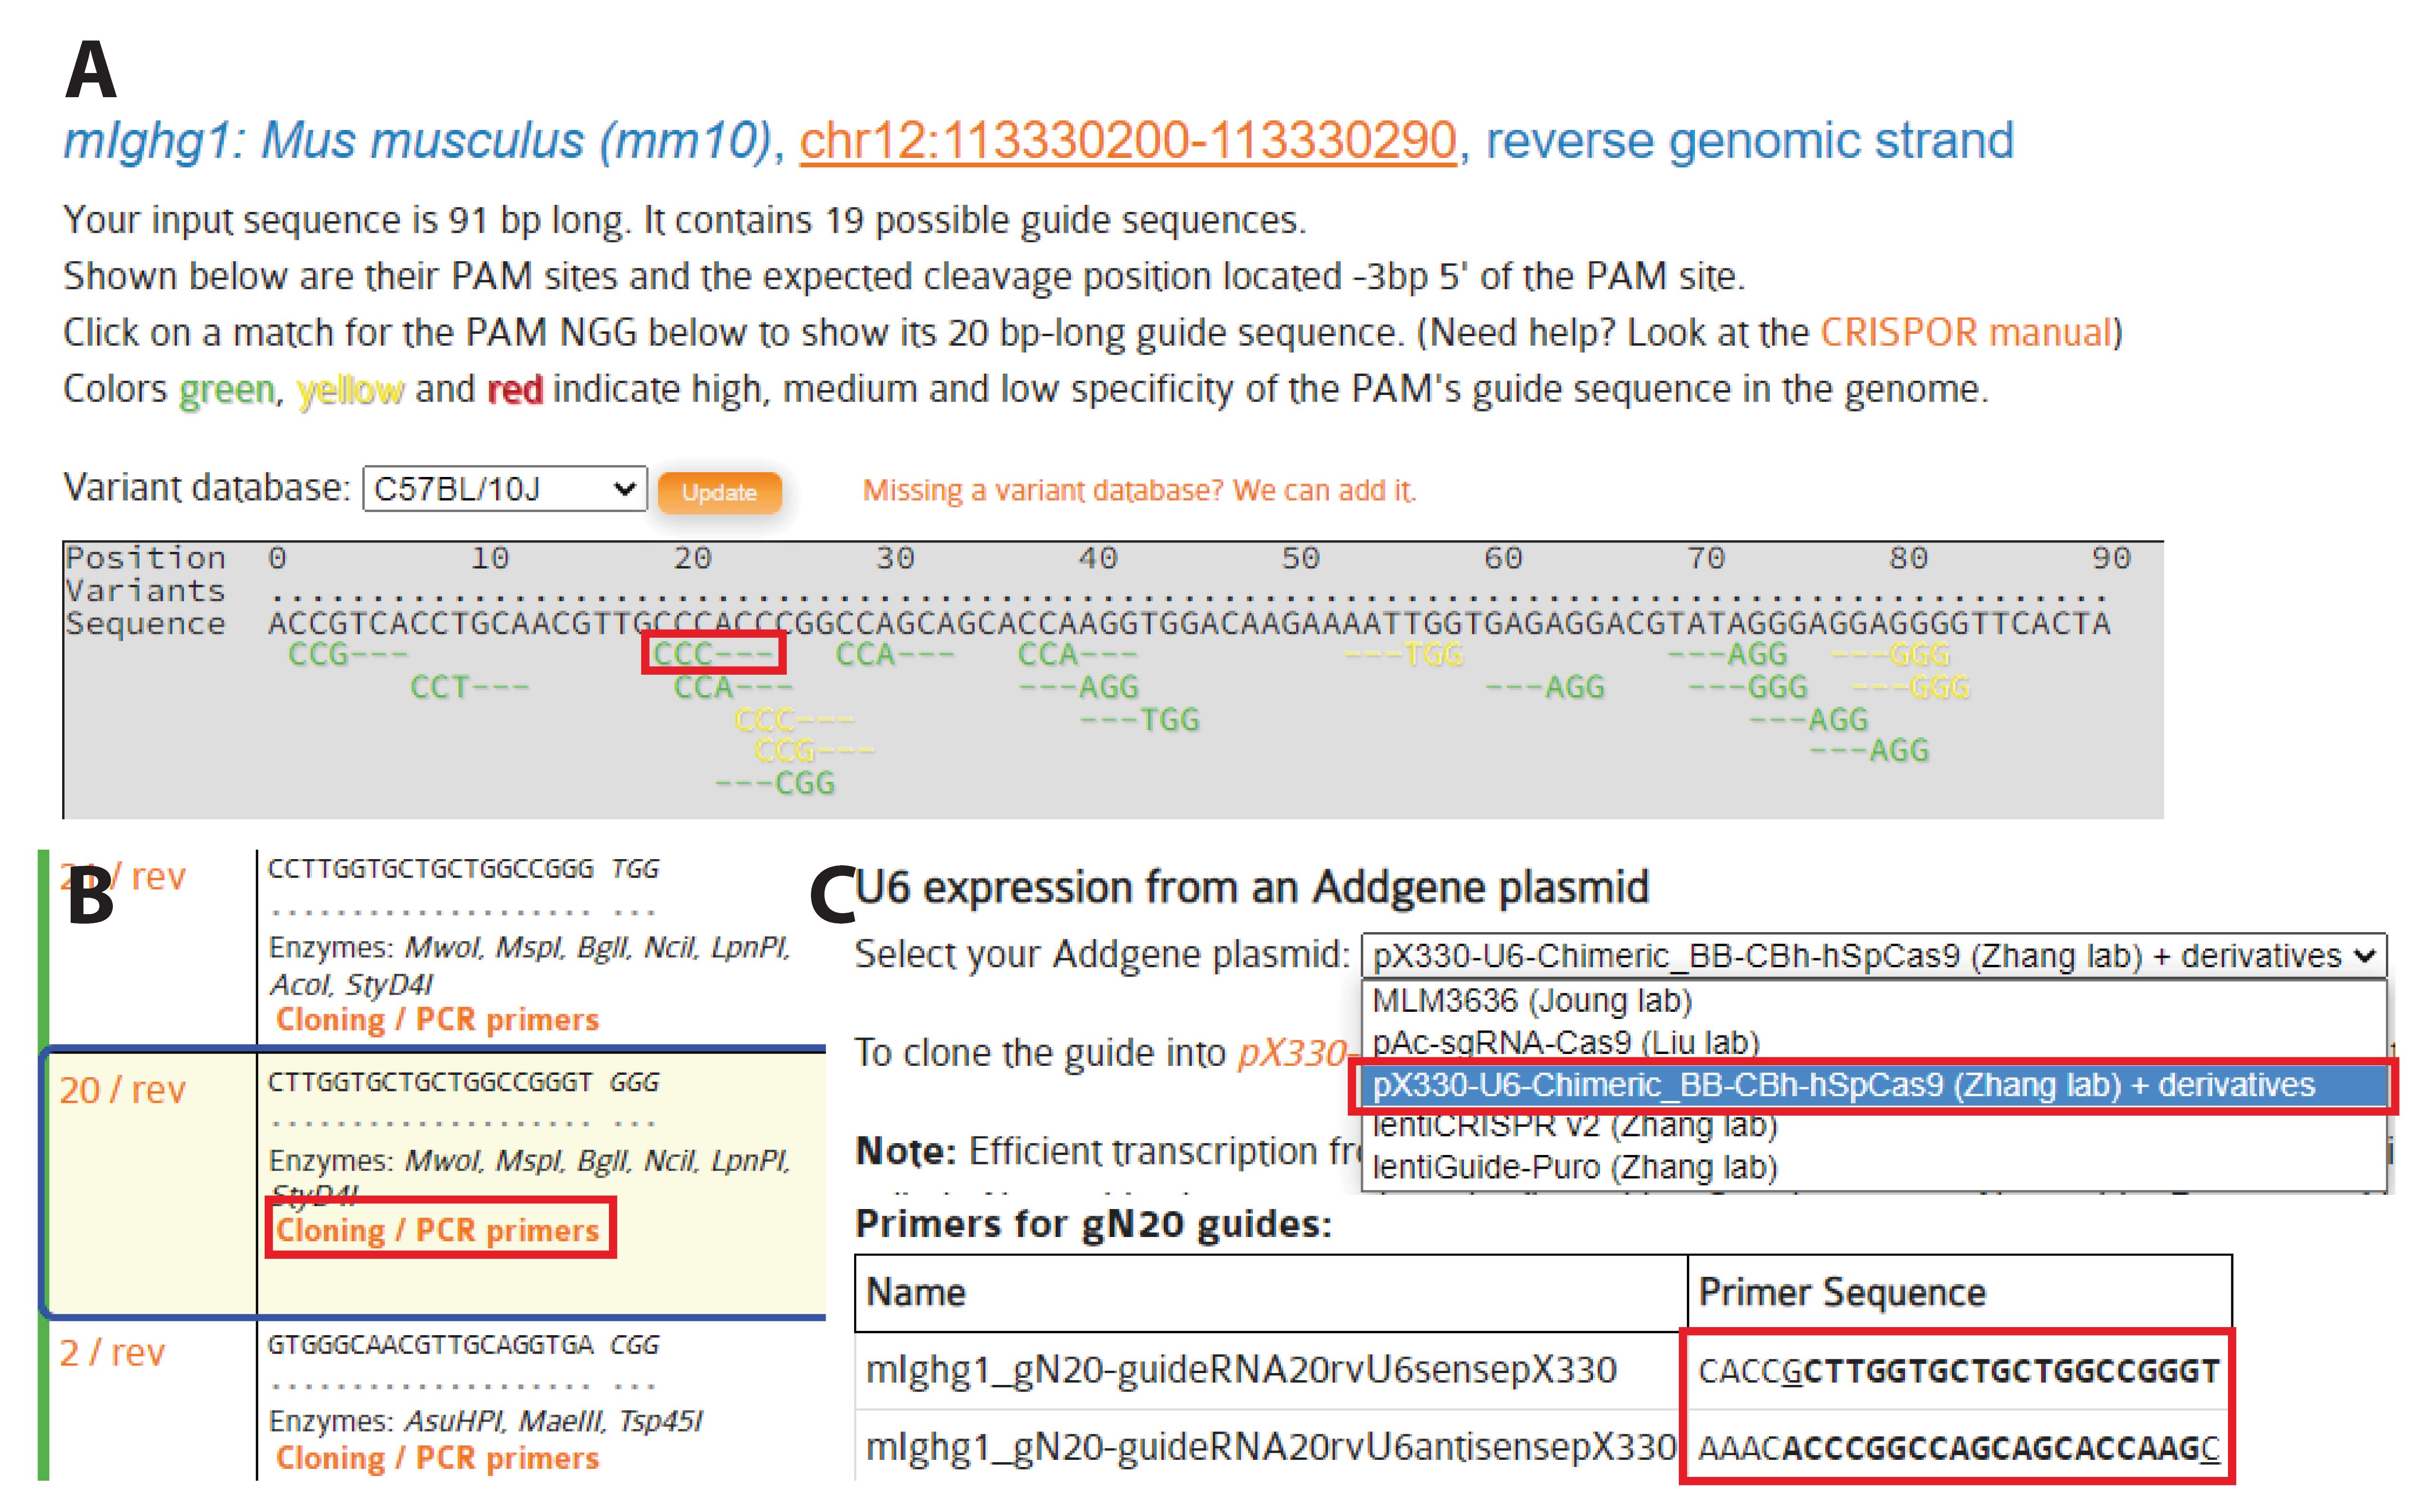 A
mIghg1: Mus musculus (mm10), chr12:113330200-113330290, reverse genomic strand
Your input sequence is 91 bp long. It contains 19 possible guide sequences.
Shown below are their PAM sites and the expected cleavage position located -3bp 5' of the PAM site.
Click on a match for the PAM NGG below to show its 20 bp-long guide sequence. (Need help? Look at the CRISPOR manual)
Colors green, yellow and red indicate high, medium and low specificity of the PAM's guide sequence in the genome.
Variant database: C57BL/10J Update Missing a variant database? We can add it.
Position 0 10 20 30 40 50 60 70 80 90
Variants ...........................................................................................
Sequence ACCGTCACCTGCAACGTTGCCCACCCGGCCAGCAGCACCAAGGTGGACAAGAAAATTGGTGAGAGGACGTATAGGGAGGAGGGGTTCACTA
CCG--- CCC--- CCA--- CCA--- ---TGG ---AGG ---GGG
CCT--- CCA--- ---AGG ---AGG ---GGG ---GGG
CCC--- ---TGG ---AGG
CCG--- ---AGG
---CGG
B
21 / rev
CCTTGGTGCTGCTGGCCGGG TGG
.................... ...
Enzymes: MwoI, MspI, BglI, NciI, LpnPI,
AcoI, StyD4I
Cloning / PCR primers
20 / rev
CTTGGTGCTGCTGGCCGGGT GGG
.................... ...
Enzymes: MwoI, MspI, BglI, NciI, LpnPI,
StyD4I
Cloning / PCR primers
2 / rev
GTGGGCAACGTTGCAGGTGA CGG
.................... ...
Enzymes: AsuHPI, MaeIII, Tsp45I
Cloning / PCR primers
C
U6 expression from an Addgene plasmid
Select your Addgene plasmid: pX330-U6-Chimeric_BB-CBh-hSpCas9 (Zhang lab) + derivatives
MLM3636 (Joung lab)
To clone the guide into pX330- pAc-sgRNA-Cas9 (Liu lab)
pX330-U6-Chimeric_BB-CBh-hSpCas9 (Zhang lab) + derivatives
Note: Efficient transcription lentiCRISPR v2 (Zhang lab)
lentiGuide-Puro (Zhang lab)
Primers for gN20 guides:
Name Primer Sequence
mIghg1_gN20-guideRNA20rvU6sensepX330 CACCGCTTGGTGCTGCTGGCCGGGT
mIghg1_gN20-guideRNA20rvU6antisensepX330 AAACACCCGGCCAGCAGCACCAAGC